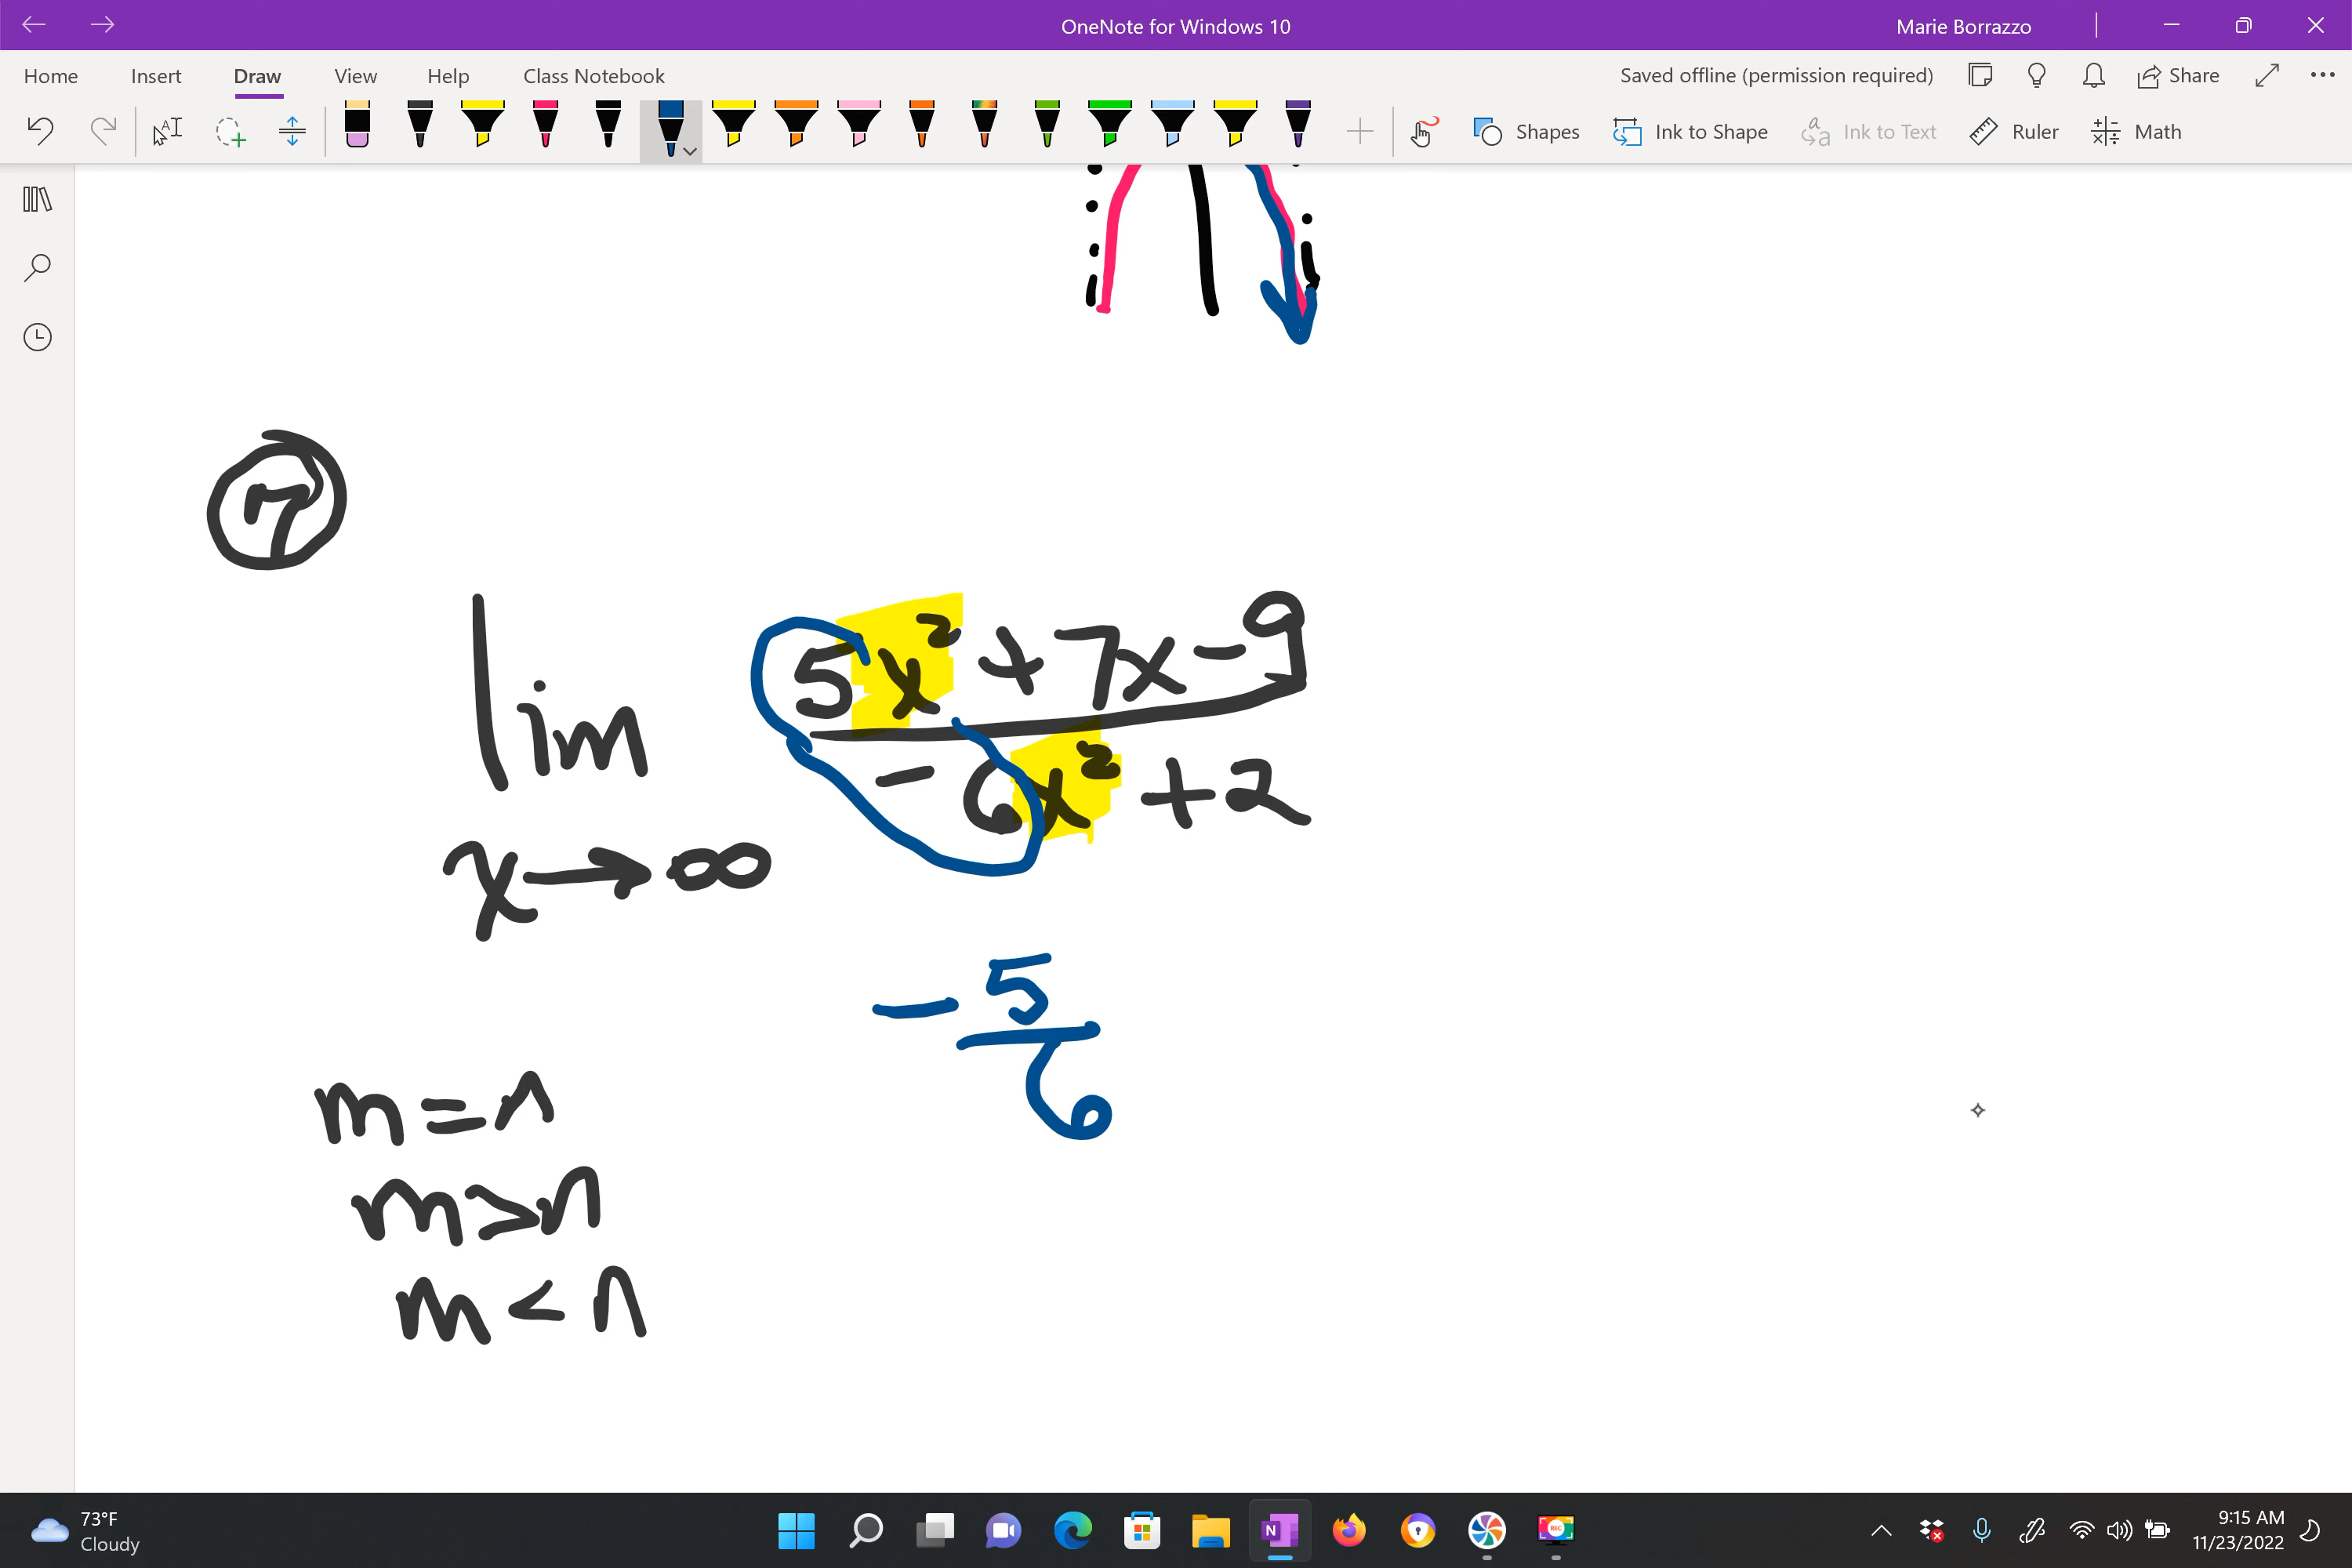 OneNote for Windows 10
Marie Borrazzo
Home Insert Draw View Help Class Notebook
Saved offline (permission required) Share
Shapes Ink to Shape Ink to Text Ruler Math
7
lim 5x² + 7x - 9
- 6x² + 2
x → ∞
- 5
6
m = n
m > n
m < n
73°F
Cloudy
9:15 AM
11/23/2022